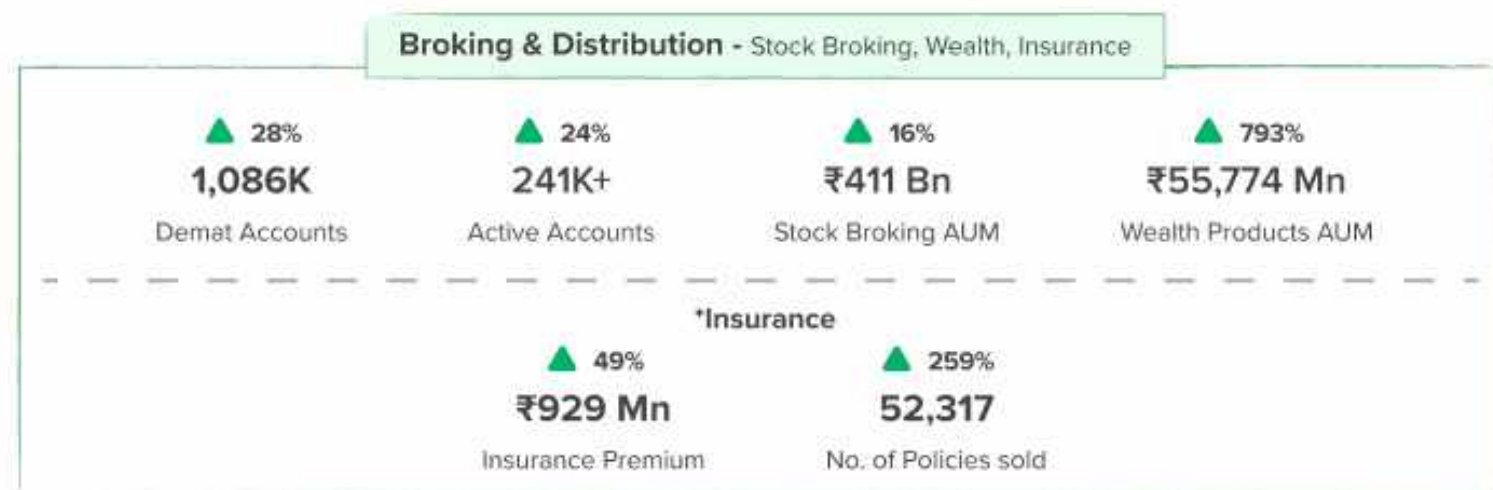 Broking & Distribution - Stock Broking, Wealth, Insurance
28% 24% 16% 793%
1,086K 241K+ ₹411 Bn ₹55,774 Mn
Demat Accounts Active Accounts Stock Broking AUM Wealth Products AUM
*Insurance
49% 259%
₹929 Mn 52,317
Insurance Premium No. of Policies sold